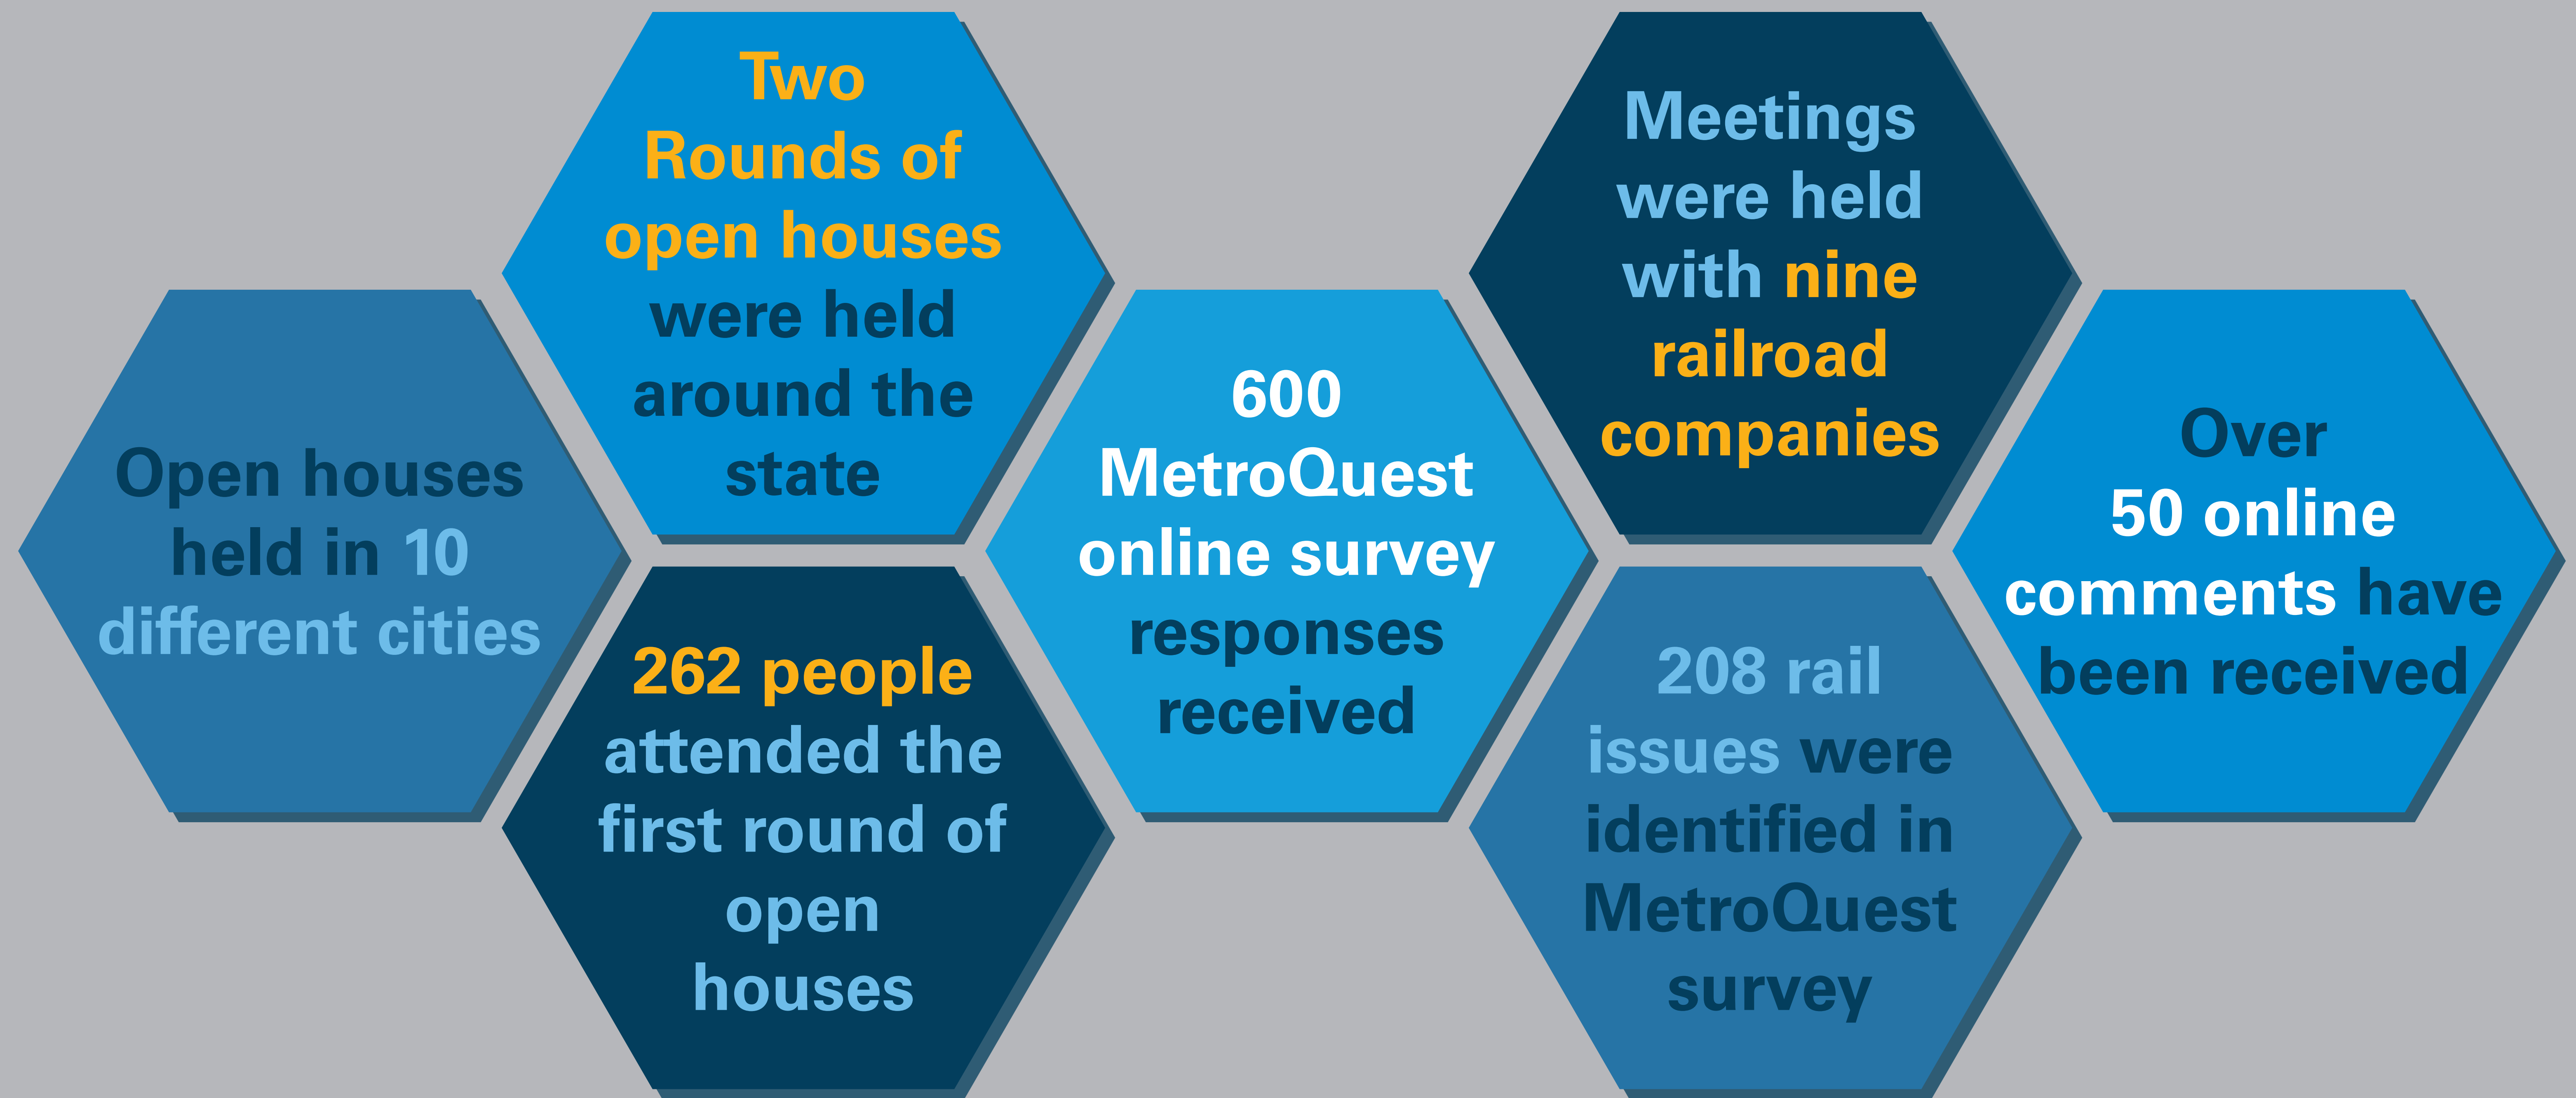 Open houses
held in 10
different cities
Two
Rounds of
open houses
were held
around the
state
262 people
attended the
first round of
open
houses
600
MetroQuest
online survey
responses
received
Meetings
were held
with nine
railroad
companies
208 rail
issues were
identified in
MetroQuest
survey
Over
50 online
comments have
been received